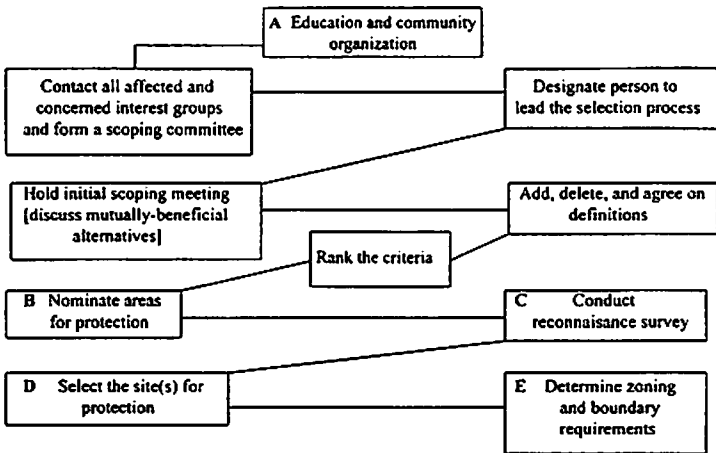 A Education and community
organization
Contact all affected and
concerned interest groups
and form a scoping committee
Designate person to
lead the selection process
Hold initial scoping meeting
[discuss mutually-beneficial
alternatives]
Add, delete, and agree on
definitions
Rank the criteria
B Nominate areas
for protection
C Conduct
reconnaisance survey
D Select the site(s) for
protection
E Determine zoning
and boundary
requirements